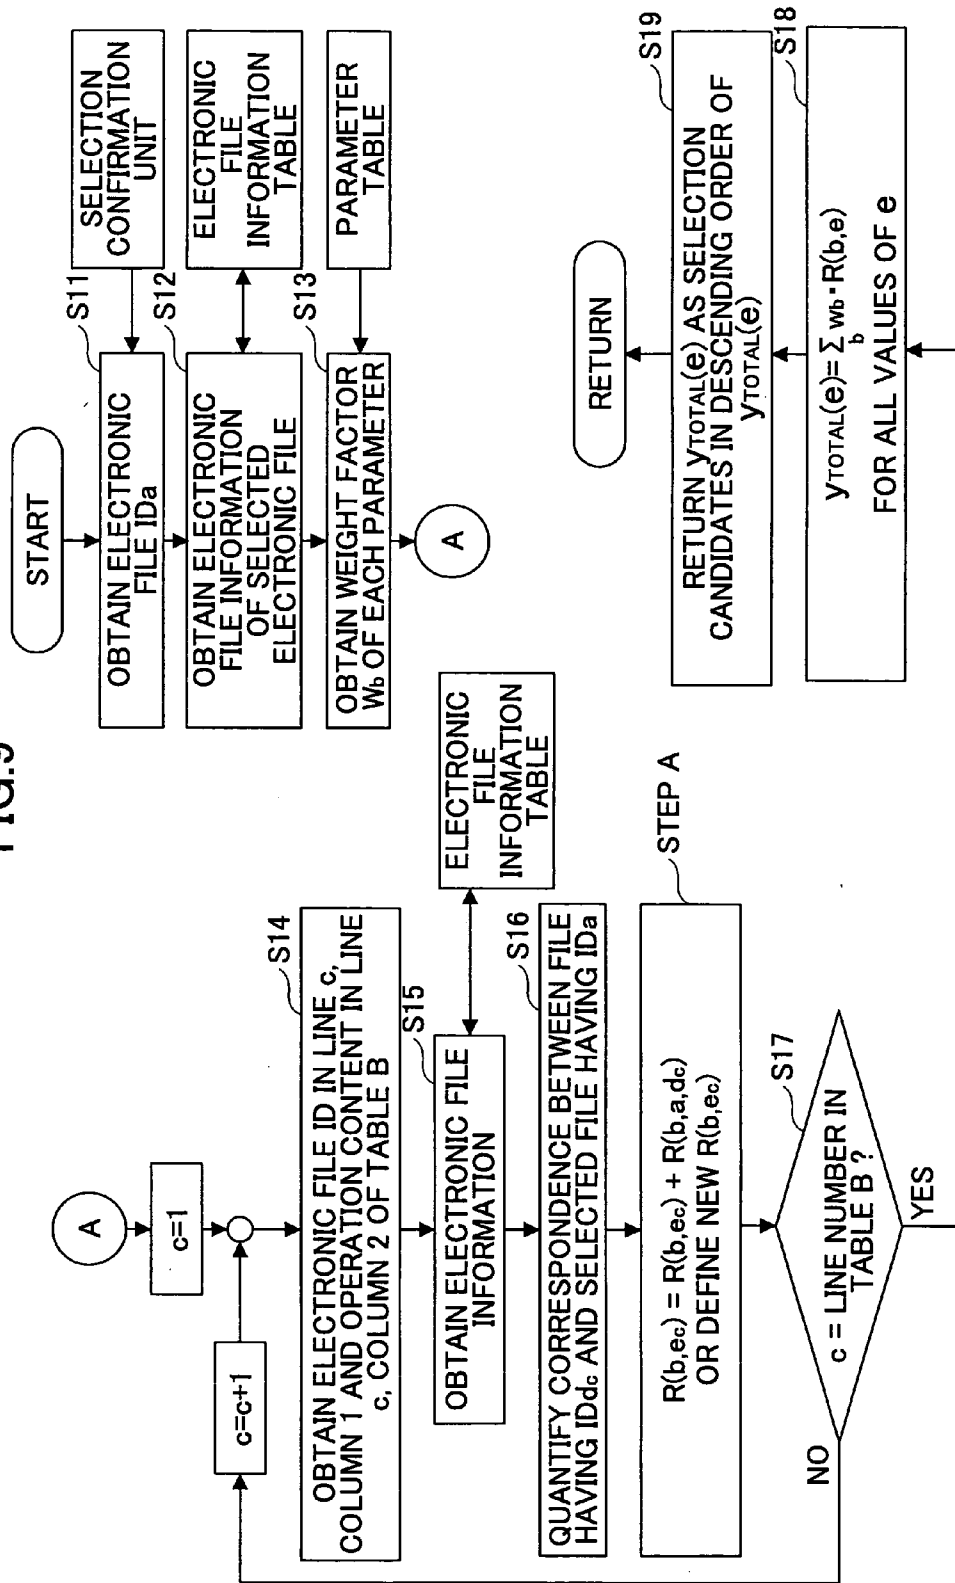 FIG.9
START
S11
OBTAIN ELECTRONIC
FILE IDa
SELECTION
CONFIRMATION
UNIT
S12
OBTAIN ELECTRONIC
FILE INFORMATION
OF SELECTED
ELECTRONIC FILE
ELECTRONIC
FILE
INFORMATION
TABLE
S13
OBTAIN WEIGHT FACTOR
Wb OF EACH PARAMETER
PARAMETER
TABLE
A
A
c=1
c=c+1
S14
OBTAIN ELECTRONIC FILE ID IN LINE c,
COLUMN 1 AND OPERATION CONTENT IN LINE
c, COLUMN 2 OF TABLE B
S15
OBTAIN ELECTRONIC FILE
INFORMATION
ELECTRONIC
FILE
INFORMATION
TABLE
S16
QUANTIFY CORRESPONDENCE BETWEEN FILE
HAVING IDdc AND SELECTED FILE HAVING IDa
STEP A
R(b,ec) = R(b,ec) + R(b,a,dc)
OR DEFINE NEW R(b,ec)
S17
c = LINE NUMBER IN
TABLE B ?
NO
YES
S18
yTOTAL(e)=Σ wb・R(b,e)
b
FOR ALL VALUES OF e
S19
RETURN yTOTAL(e) AS SELECTION
CANDIDATES IN DESCENDING ORDER OF
yTOTAL(e)
RETURN